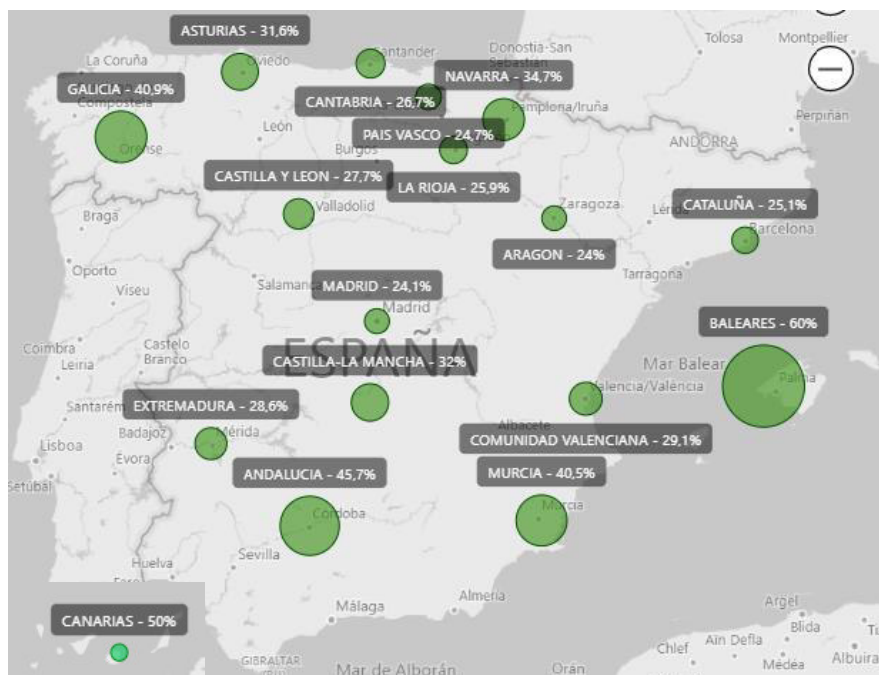 ASTURIAS - 31,6%
Oviedo
Santander
Donostia-San
Sebastián
Tolosa
Montpellier
La Coruña
NAVARRA - 34,7%
GALICIA - 40,9%
Compostela
CANTABRIA - 26,7%
Pamplona/Iruña
Perpiñán
León
PAIS VASCO - 24,7%
ANDORRA
Orense
Burgos
CASTILLA Y LEON - 27,7%
LA RIOJA - 25,9%
Valladolid
Zaragoza
Lérida
CATALUÑA - 25,1%
Barcelona
Braga
ARAGON - 24%
Oporto
Tarragona
Viseu
Salamanca
MADRID - 24,1%
Madrid
BALEARES - 60%
Coimbra
Castelo
Branco
ESPAÑA
Leiria
CASTILLA-LA MANCHA - 32%
Mar Balear
Palma
Valencia/València
Santarém
EXTREMADURA - 28,6%
Albacete
Badajoz
Mérida
COMUNIDAD VALENCIANA - 29,1%
Lisboa
Évora
ANDALUCIA - 45,7%
MURCIA - 40,5%
Setúbal
Córdoba
Murcia
Sevilla
Huelva
Almería
Málaga
CANARIAS - 50%
Argel
Blida
Chlef
Aïn Defla
Médéa
Albuira
GIBRALTAR
Mar de Alborán
Orán